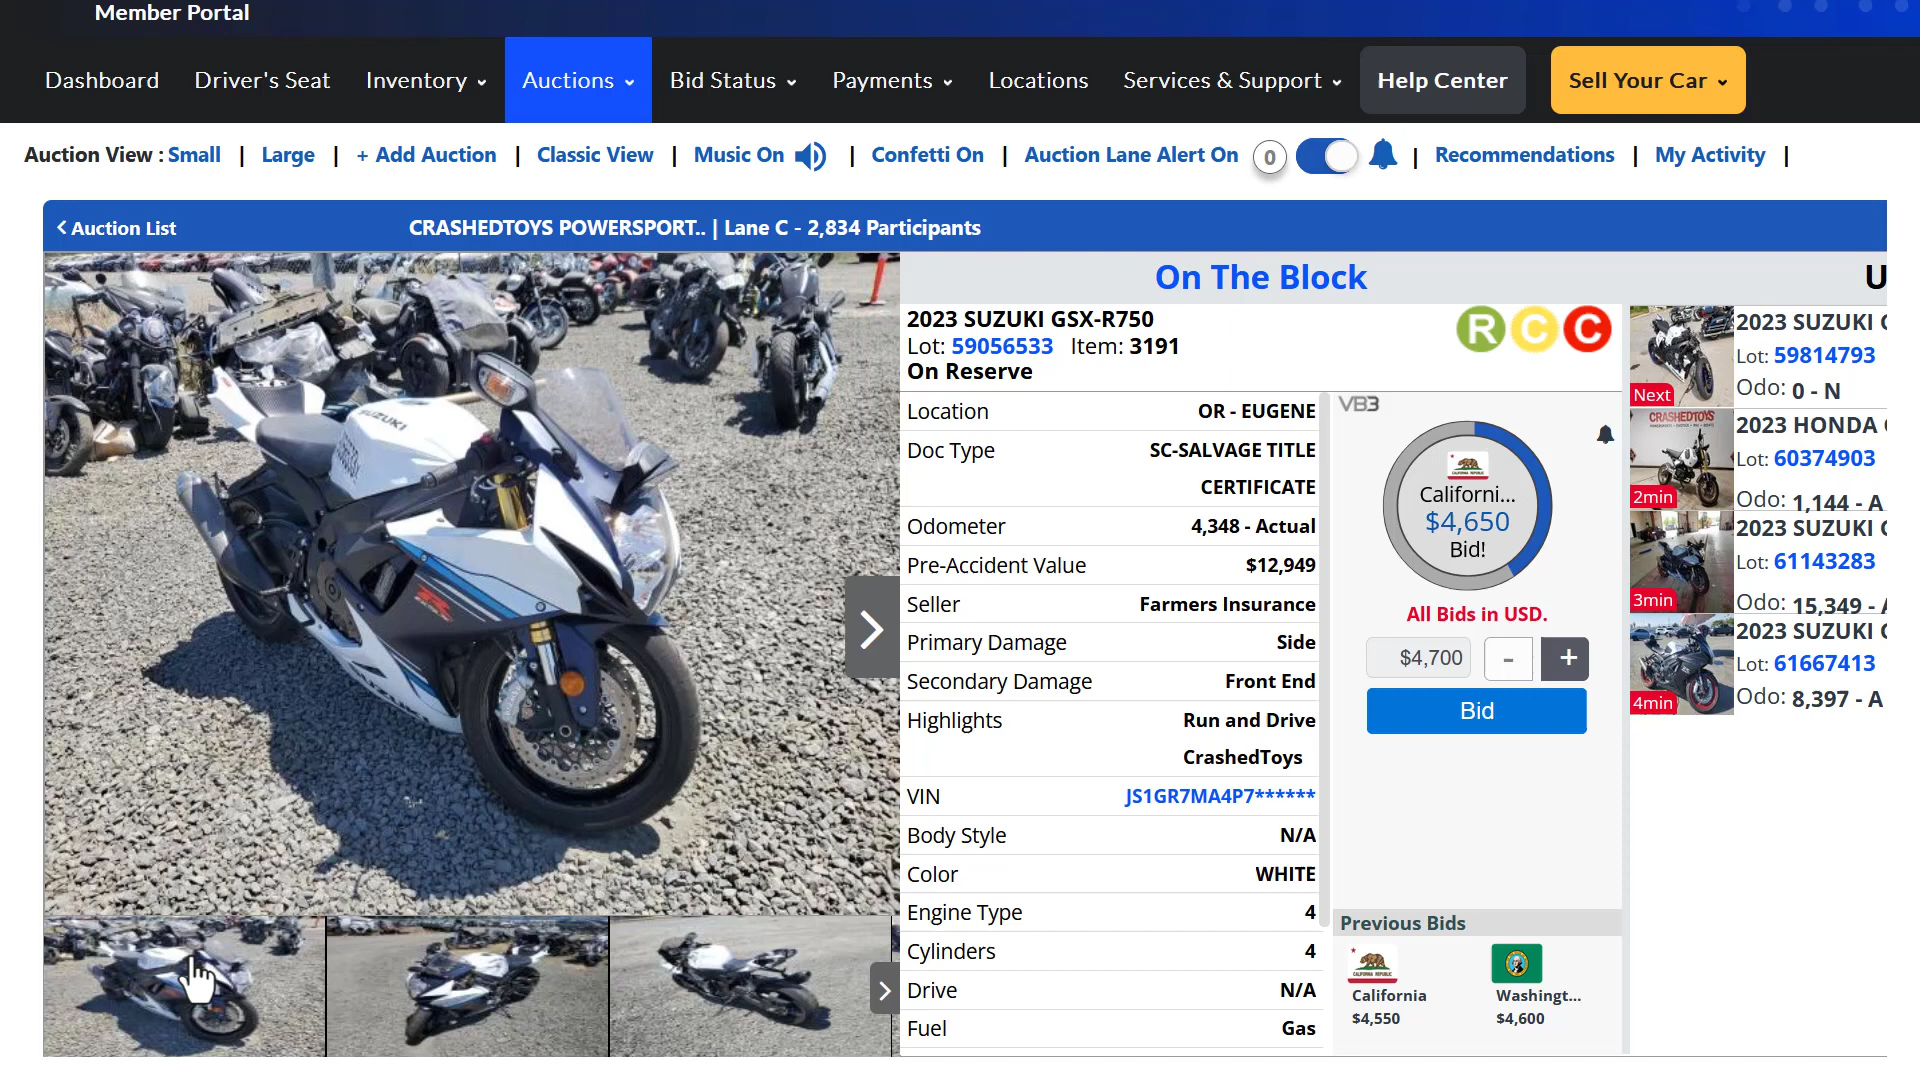 Member Portal
Dashboard
Driver's Seat
Inventory
Auctions
Bid Status
Payments
Locations
Services & Support
Help Center
Sell Your Car
Auction View : Small | Large | + Add Auction | Classic View | Music On | Confetti On | Auction Lane Alert On 0 | Recommendations | My Activity |
Auction List
CRASHEDTOYS POWERSPORT.. | Lane C - 2,834 Participants
On The Block
U
2023 SUZUKI GSX-R750
Lot: 59056533 Item: 3191
On Reserve
R C C
Location OR - EUGENE
Doc Type SC-SALVAGE TITLE
CERTIFICATE
Odometer 4,348 - Actual
Pre-Accident Value $12,949
Seller Farmers Insurance
Primary Damage Side
Secondary Damage Front End
Highlights Run and Drive
CrashedToys
VIN JS1GR7MA4P7******
Body Style N/A
Color WHITE
Engine Type 4
Cylinders 4
Drive N/A
Fuel Gas
VB3
CALIFORNIA REPUBLIC
Californi...
$4,650
Bid!
All Bids in USD.
$4,700
-
+
Bid
Previous Bids
CALIFORNIA REPUBLIC
California
$4,550
Washingt...
$4,600
2023 SUZUKI
Lot: 59814793
Odo: 0 - N
Next
2023 HONDA
Lot: 60374903
Odo: 1,144 - A
2min
CRASHEDTOYS
2023 SUZUKI
Lot: 61143283
Odo: 15,349 -
3min
2023 SUZUKI
Lot: 61667413
Odo: 8,397 - A
4min
SUZUKI